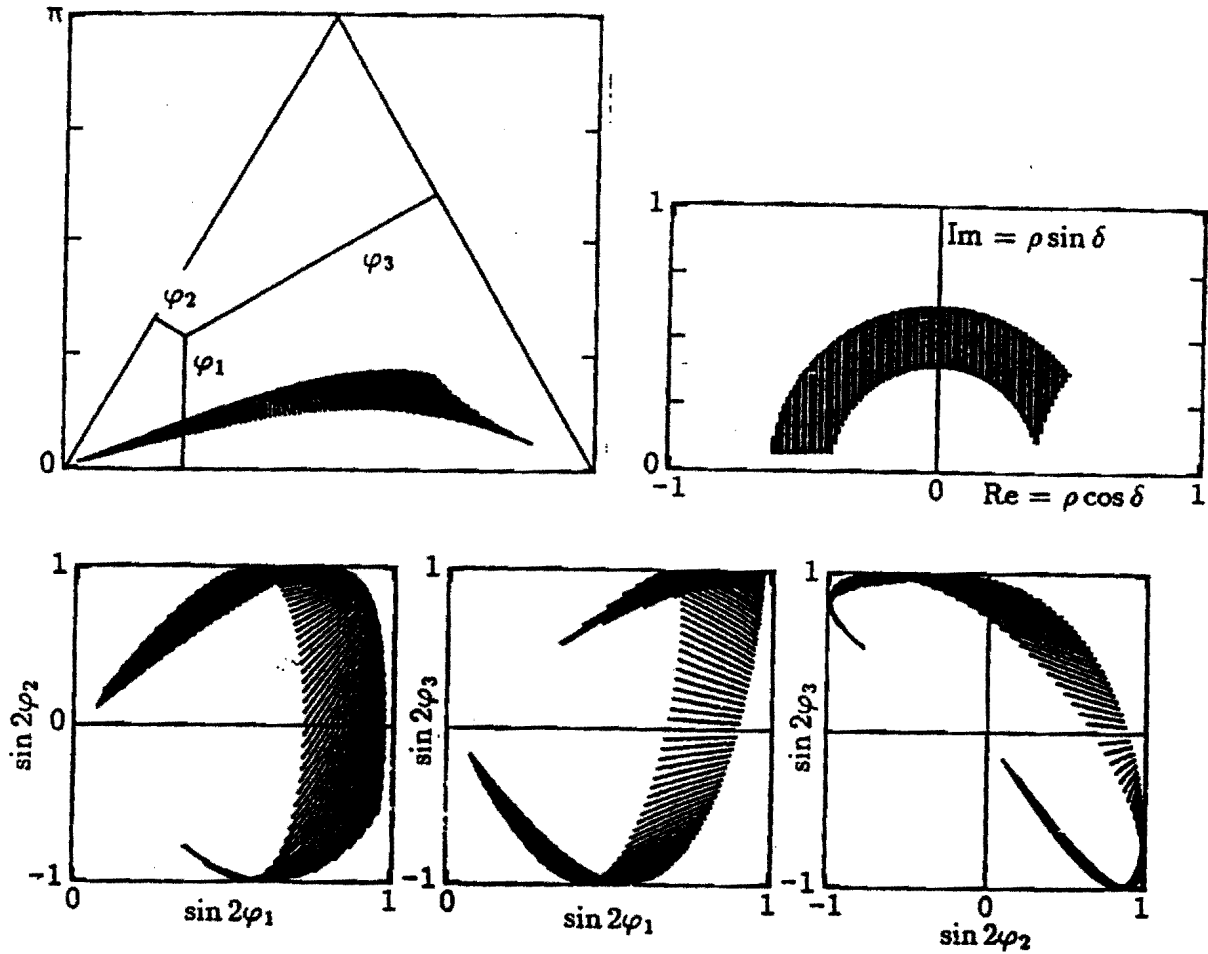 π
φ₃
φ₂
φ₁
0
1
Im = ρ sin δ
0
-1
0
Re = ρ cos δ
1
1
sin 2φ₂
0
-1
0
sin 2φ₁
1
1
sin 2φ₃
-1
0
sin 2φ₁
1
1
sin 2φ₃
-1
-1
0
1
sin 2φ₂